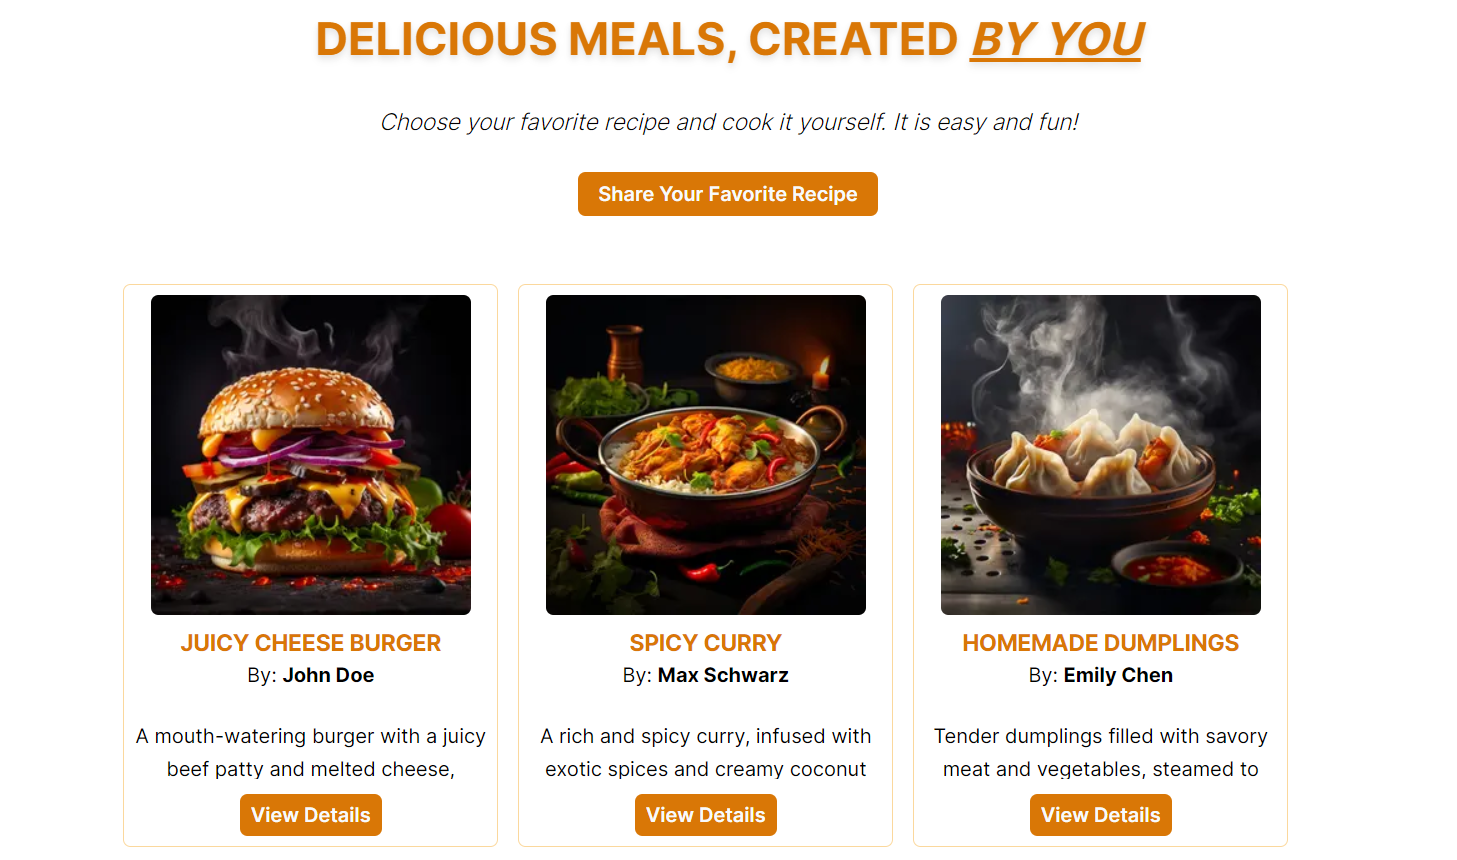 DELICIOUS MEALS, CREATED BY YOU
Choose your favorite recipe and cook it yourself. It is easy and fun!
Share Your Favorite Recipe
JUICY CHEESE BURGER
By: John Doe
A mouth-watering burger with a juicy
beef patty and melted cheese,
View Details
SPICY CURRY
By: Max Schwarz
A rich and spicy curry, infused with
exotic spices and creamy coconut
View Details
HOMEMADE DUMPLINGS
By: Emily Chen
Tender dumplings filled with savory
meat and vegetables, steamed to
View Details